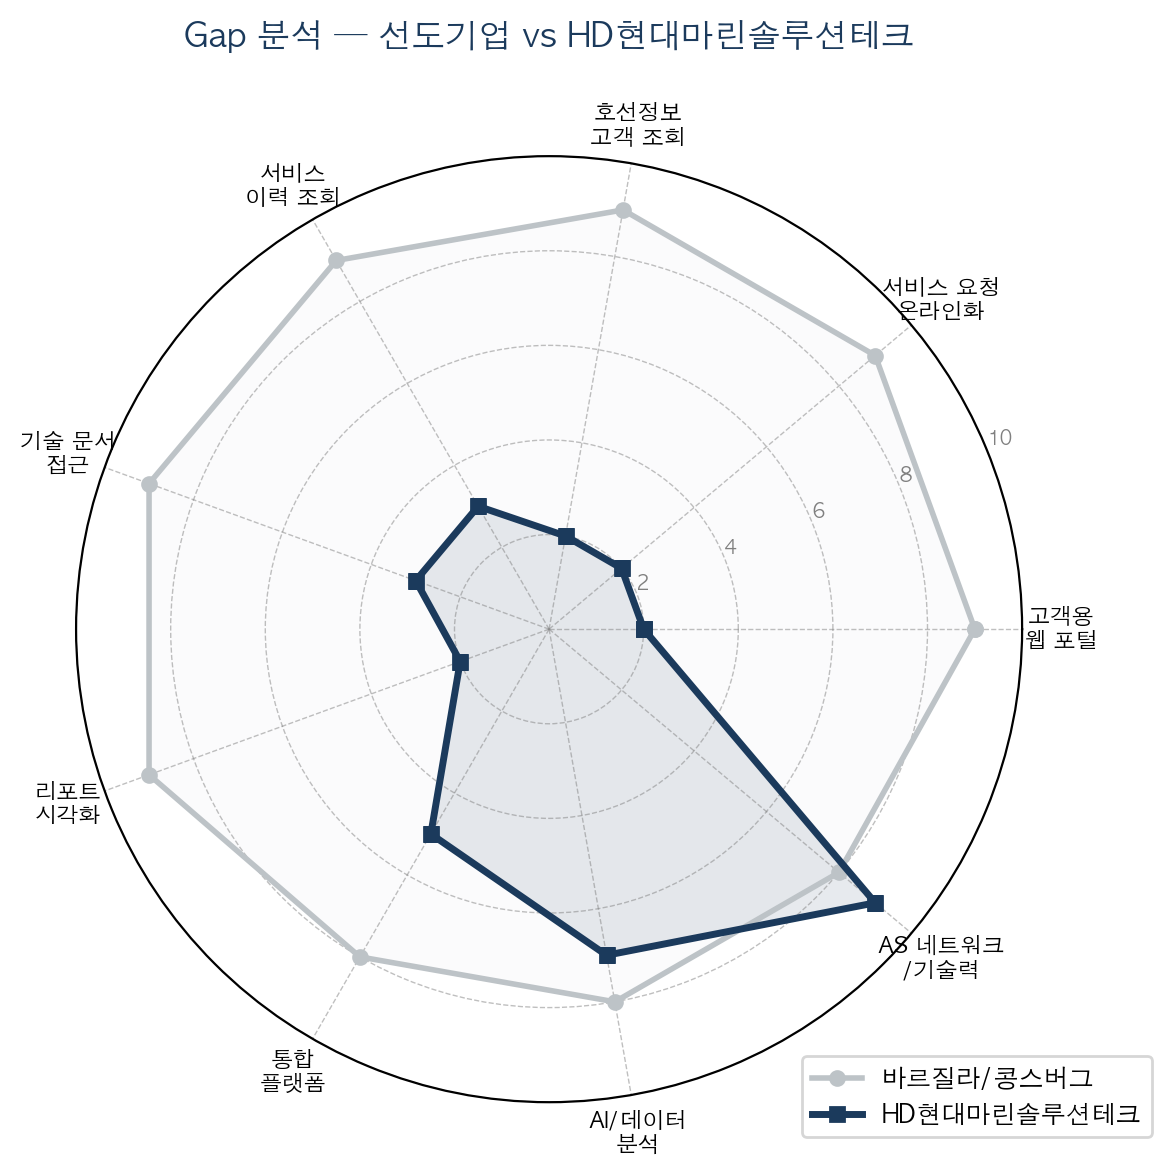 Gap 분석 — 선도기업 vs HD현대마린솔루션테크
호선정보
고객 조회
서비스
이력 조회
서비스 요청
온라인화
기술 문서
접근
10
8
6
4
2
고객용
웹 포털
리포트
시각화
AS 네트워크
/기술력
통합
플랫폼
AI/데이터
분석
바르질라/콩스버그
HD현대마린솔루션테크